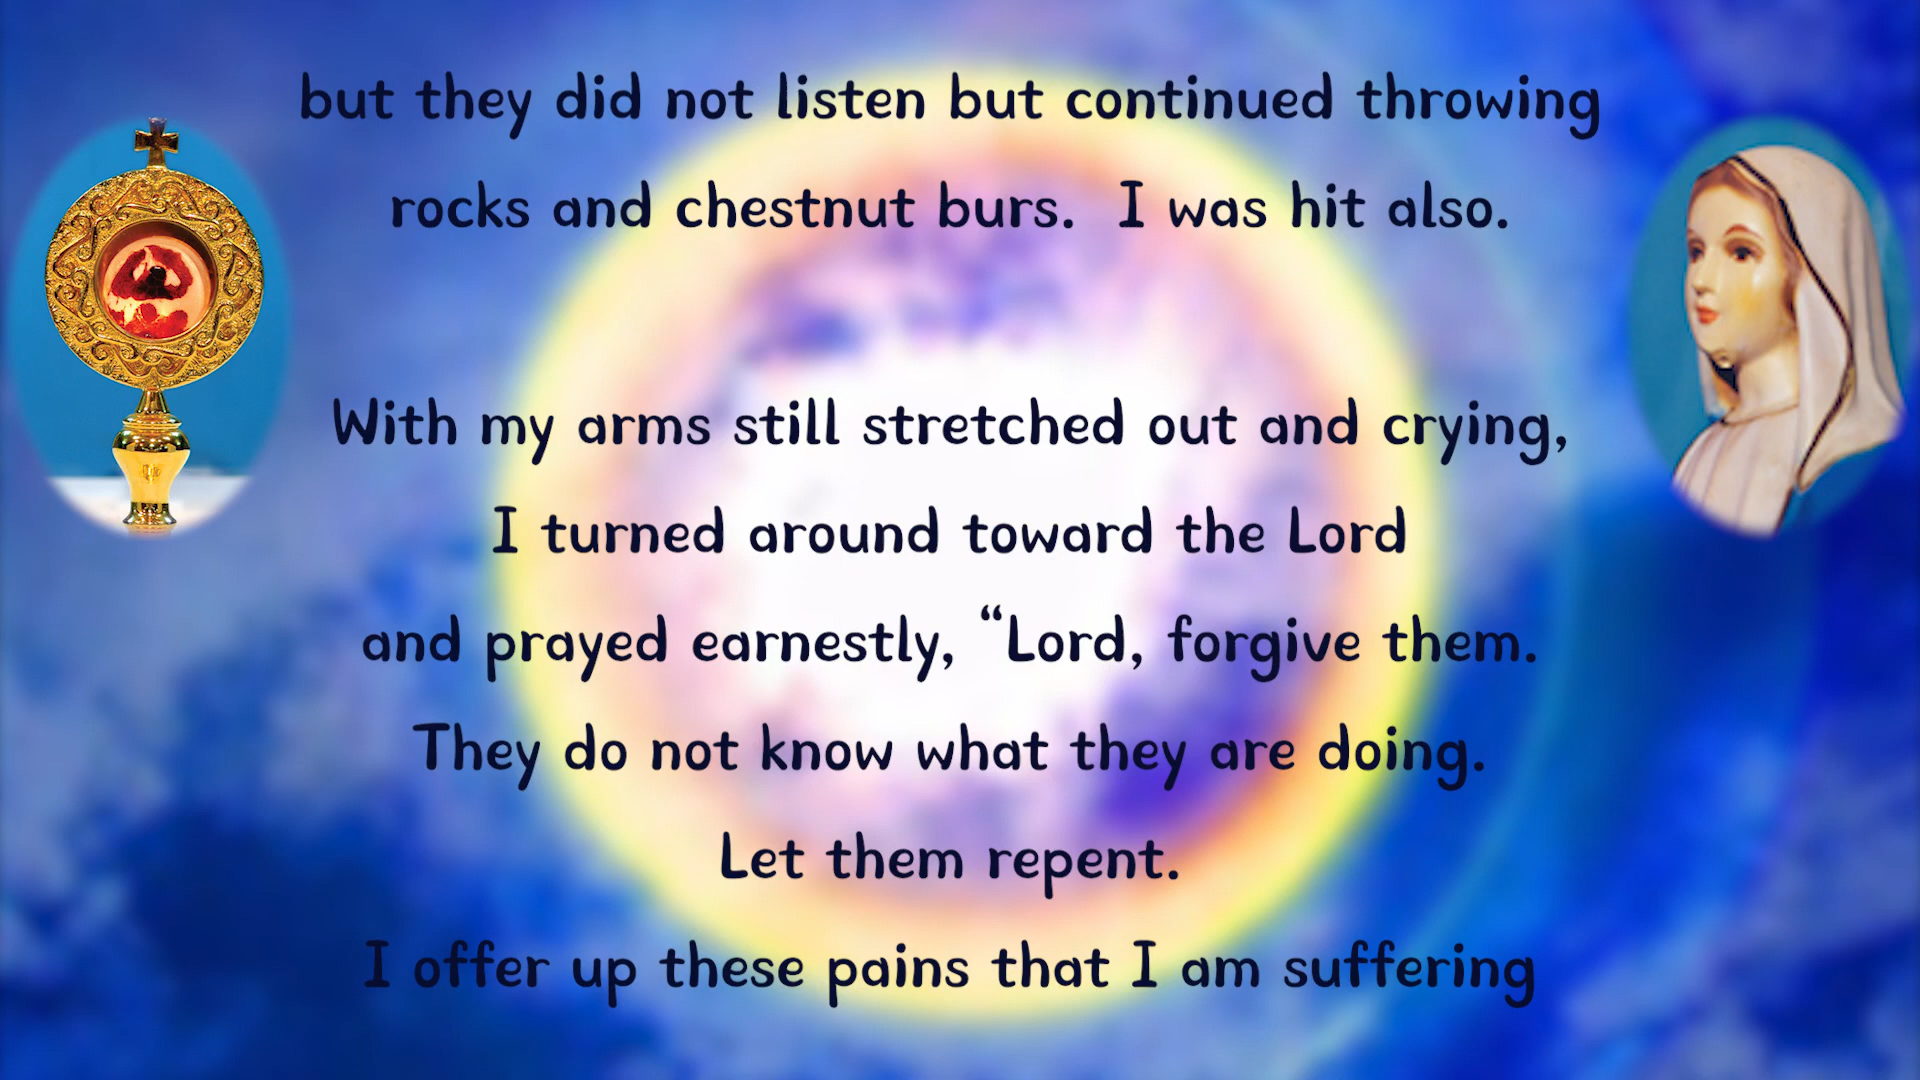 but they did not listen but continued throwing
rocks and chestnut burs.  I was hit also.
With my arms still stretched out and crying,
I turned around toward the Lord
and prayed earnestly, “Lord, forgive them.
They do not know what they are doing.
Let them repent.
I offer up these pains that I am suffering